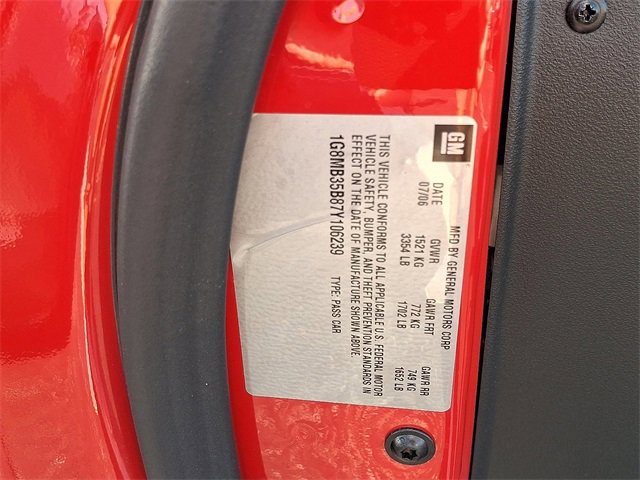 GM
MFD BY GENERAL MOTORS CORP
DATE GVWR GAWR FRT GAWR RR
07/06 1521 KG 772 KG 749 KG
3354 LB 1702 LB 1652 LB
THIS VEHICLE CONFORMS TO ALL APPLICABLE U.S. FEDERAL MOTOR
VEHICLE SAFETY, BUMPER, AND THEFT PREVENTION STANDARDS IN
EFFECT ON THE DATE OF MANUFACTURE SHOWN ABOVE.
1G8MB35B87Y106239 TYPE: PASS CAR